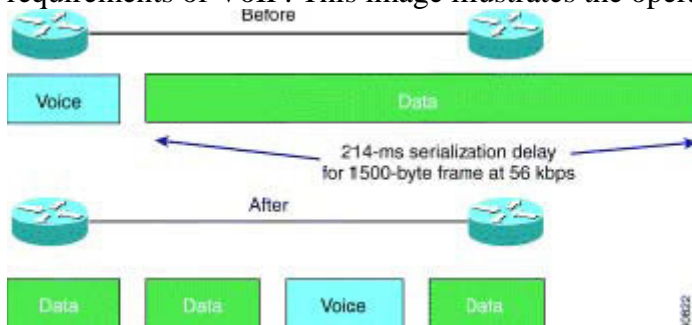 requirements of VoIP. This image illustrates the oper
Before
Voice
Data
214-ms serialization delay
for 1500-byte frame at 56 kbps
After
Data
Data
Voice
Data